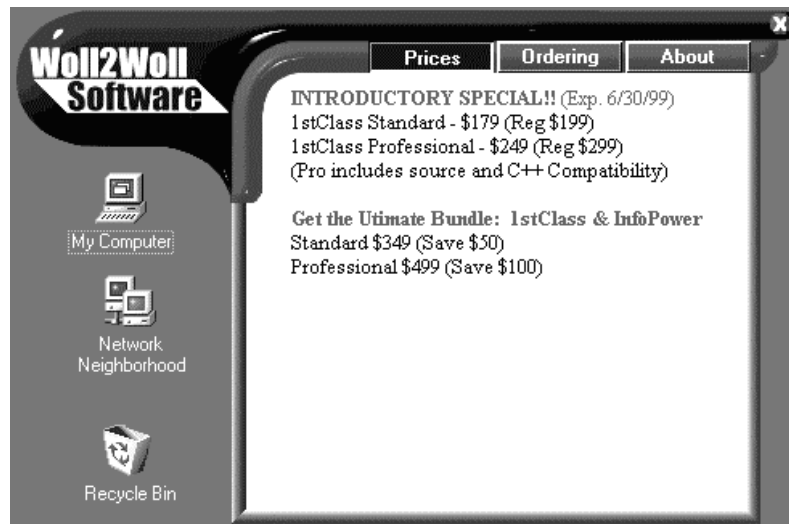 Woll2Woll
Software
X
Prices Ordering About
INTRODUCTORY SPECIAL!! (Exp. 6/30/99)
1stClass Standard - $179 (Reg $199)
1stClass Professional - $249 (Reg $299)
(Pro includes source and C++ Compatibility)
Get the Utimate Bundle: 1stClass & InfoPower
Standard $349 (Save $50)
Professional $499 (Save $100)
My Computer
Network
Neighborhood
Recycle Bin